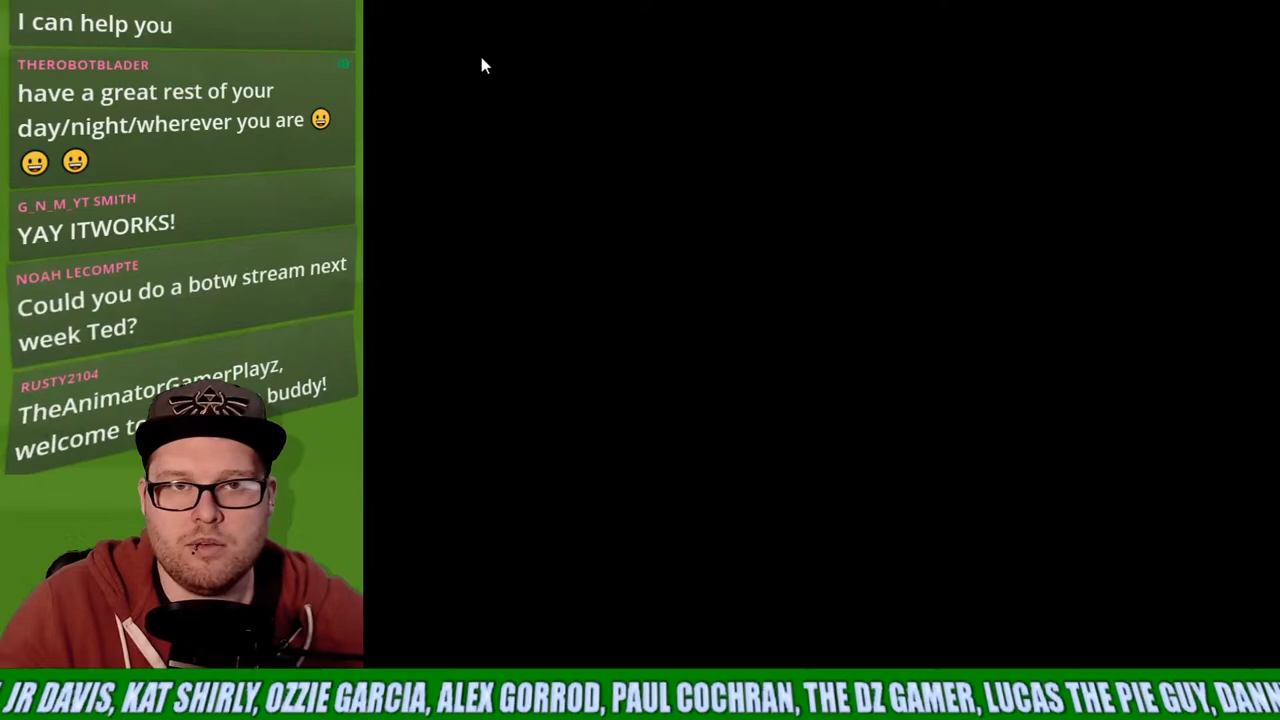 I can help you
THEROBOTBLADER
have a great rest of your
day/night/wherever you are 😀
😀 😀
G_N_M_YT SMITH
YAY ITWORKS!
NOAH LECOMPTE
Could you do a botw stream next
week Ted?
RUSTY2104
TheAnimatorGamerPlayz,
welcome buddy!
JR DAVIS, KAT SHIRLY, OZZIE GARCIA, ALEX GORROD, PAUL COCHRAN, THE DZ GAMER, LUCAS THE PIE GUY,